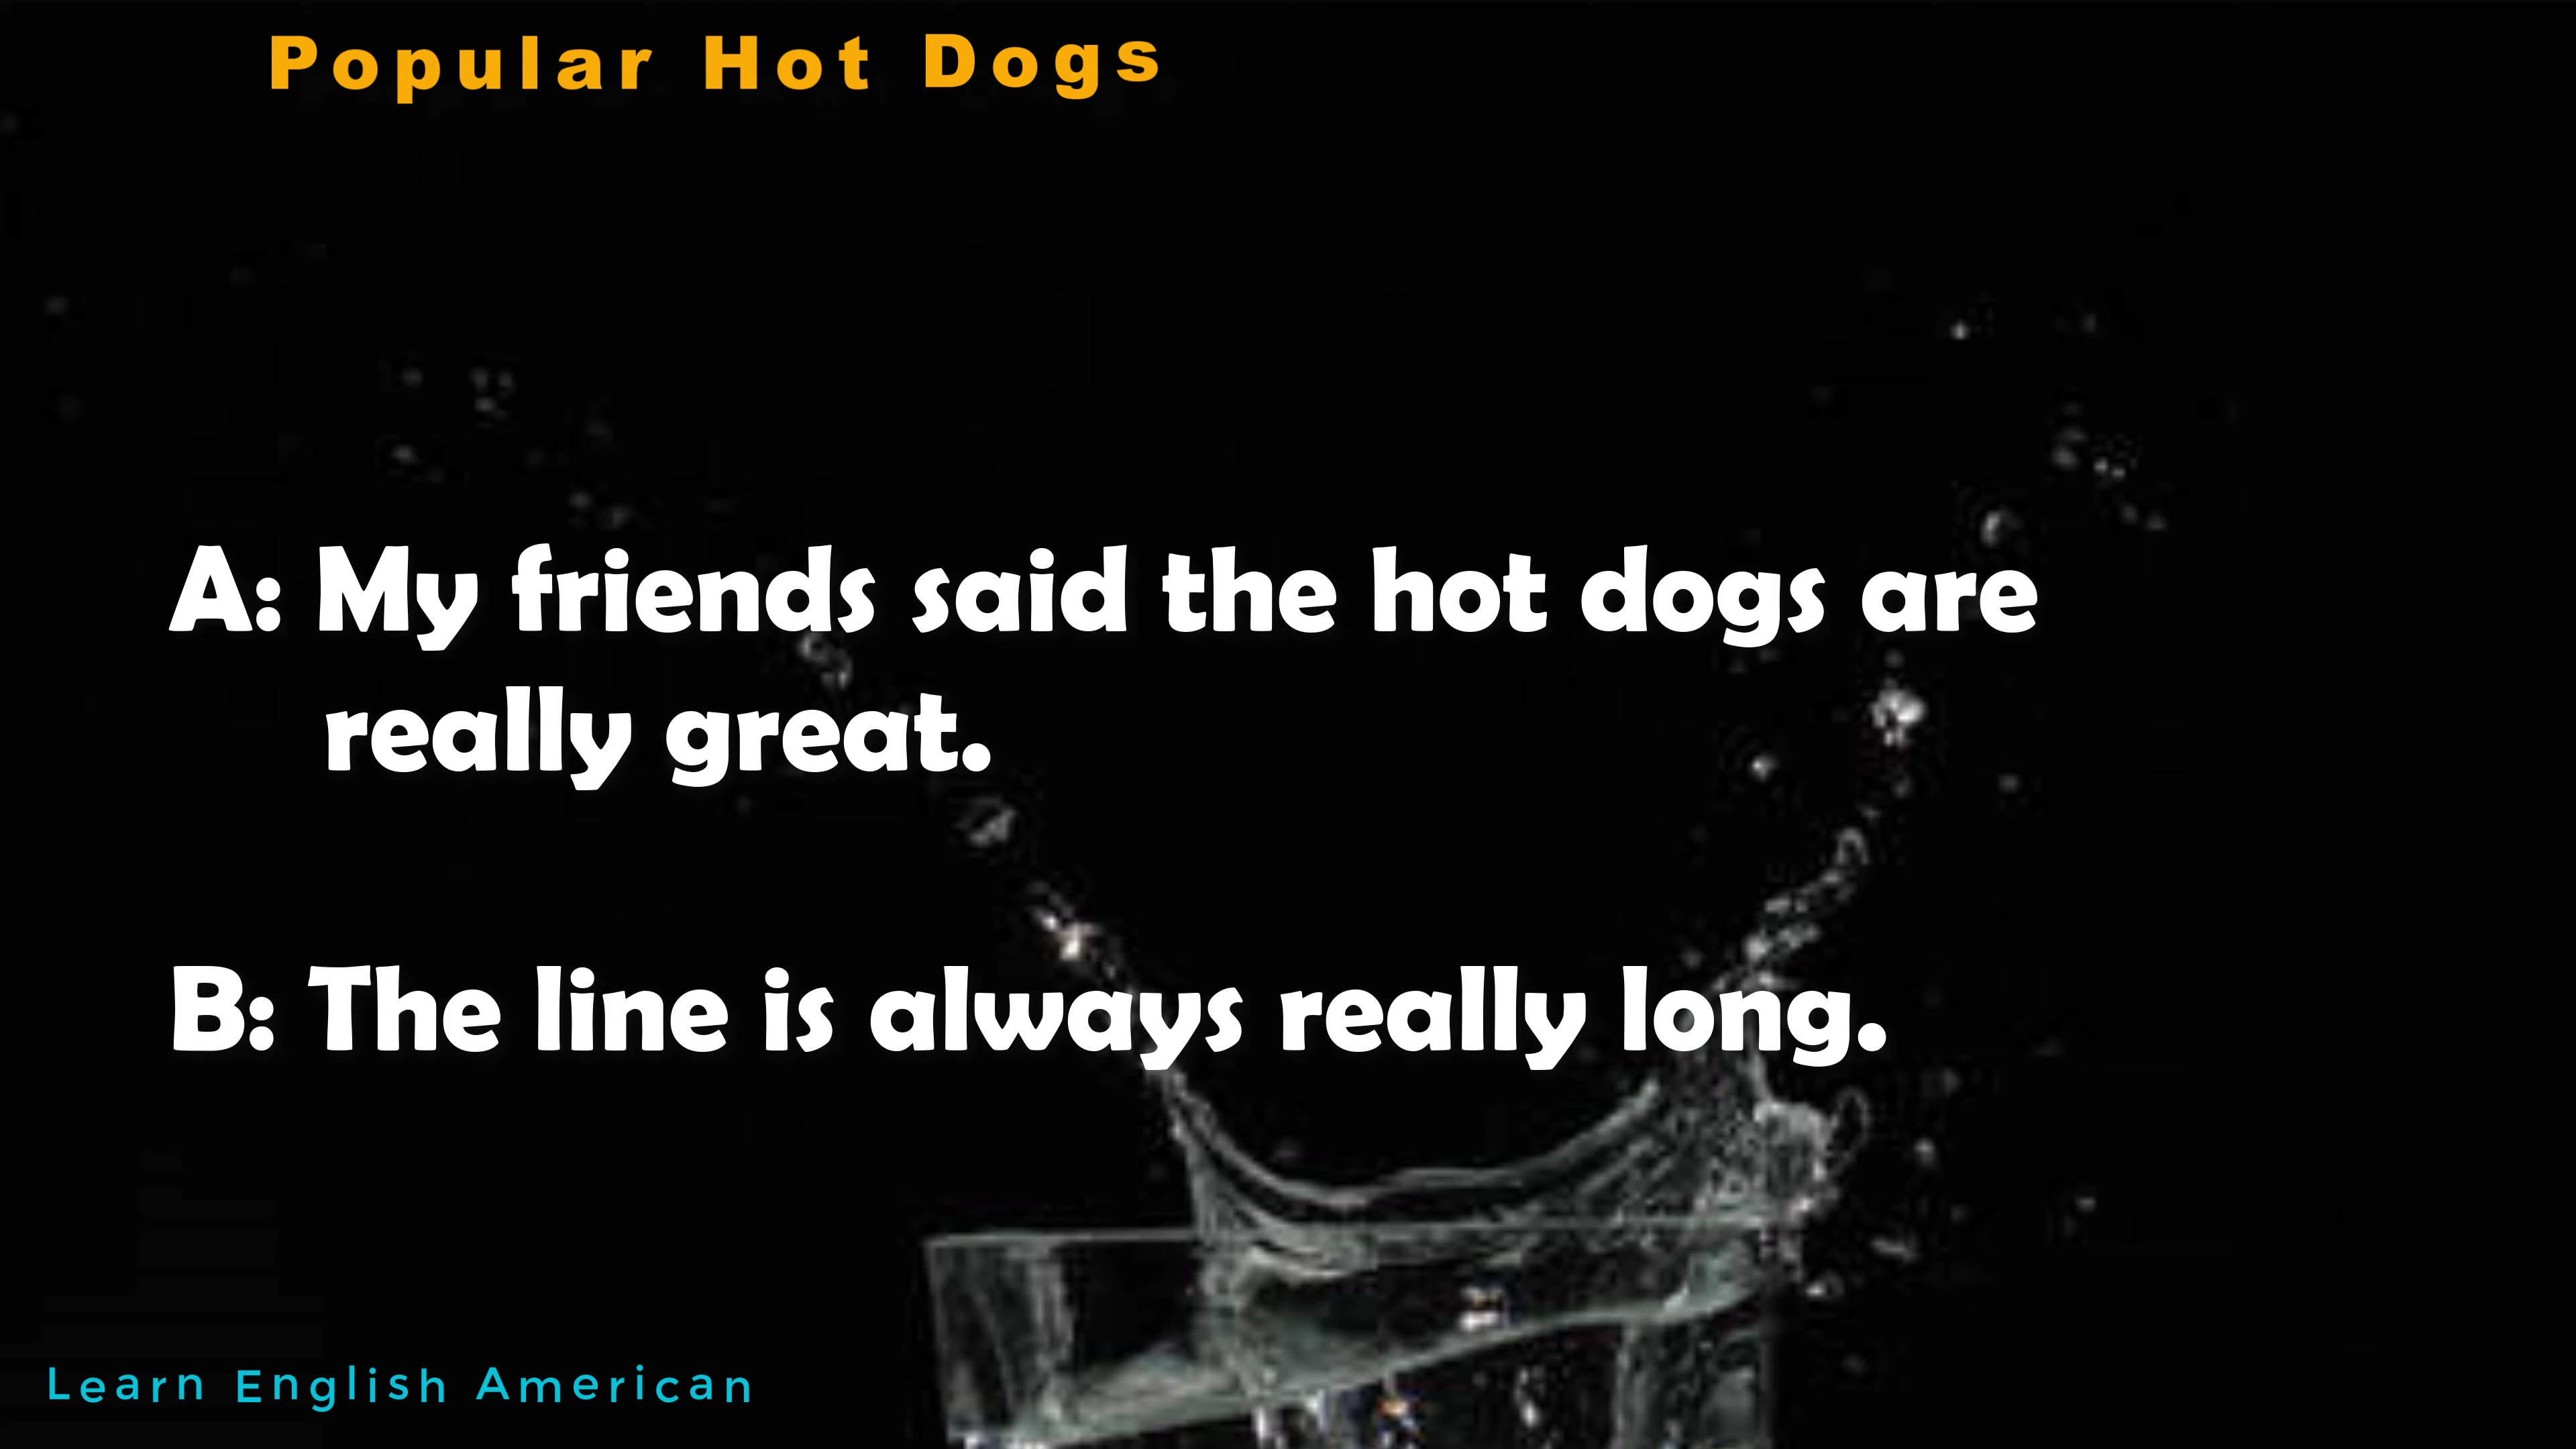 Popular Hot Dogs
A: My friends said the hot dogs are
really great.
B: The line is always really long.
Learn English American